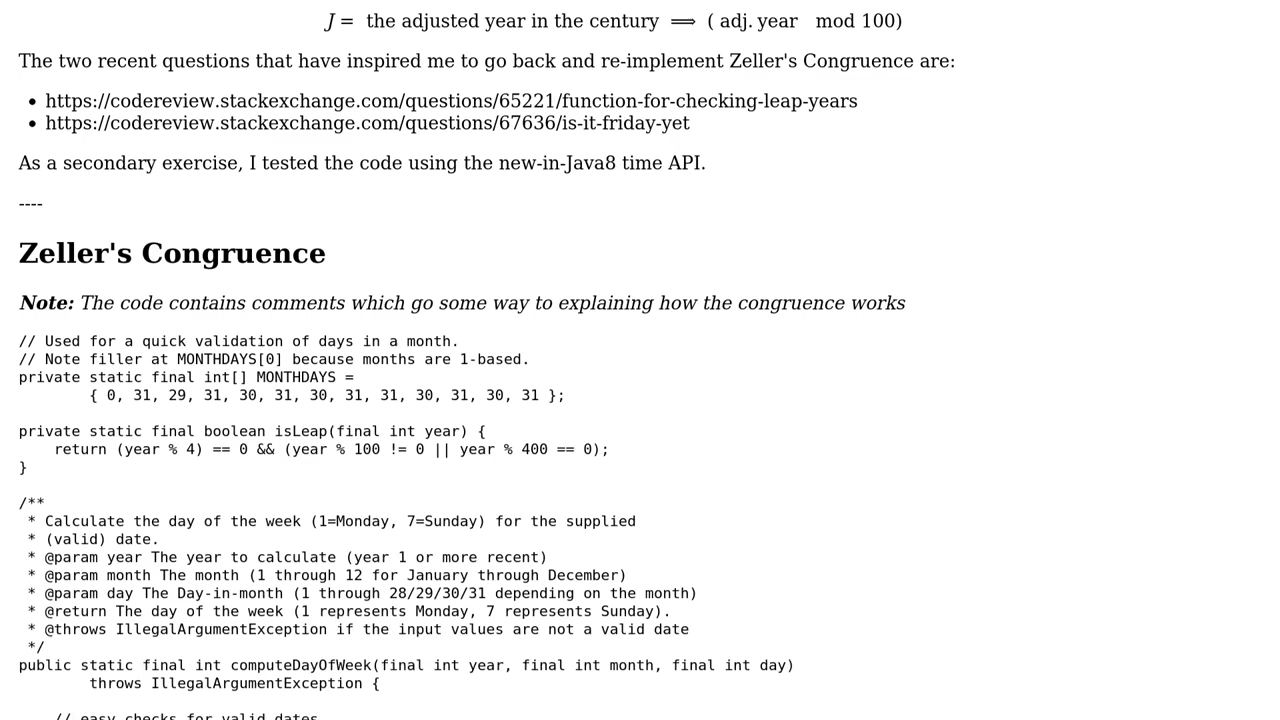 J = the adjusted year in the century ⟹ ( adj. year mod 100)
The two recent questions that have inspired me to go back and re-implement Zeller's Congruence are:
• https://codereview.stackexchange.com/questions/65221/function-for-checking-leap-years
• https://codereview.stackexchange.com/questions/67636/is-it-friday-yet
As a secondary exercise, I tested the code using the new-in-Java8 time API.
----
Zeller's Congruence
Note: The code contains comments which go some way to explaining how the congruence works
// Used for a quick validation of days in a month.
// Note filler at MONTHDAYS[0] because months are 1-based.
private static final int[] MONTHDAYS =
        { 0, 31, 29, 31, 30, 31, 30, 31, 31, 30, 31, 30, 31 };

private static final boolean isLeap(final int year) {
    return (year % 4) == 0 && (year % 100 != 0 || year % 400 == 0);
}

/**
 * Calculate the day of the week (1=Monday, 7=Sunday) for the supplied
 * (valid) date.
 * @param year The year to calculate (year 1 or more recent)
 * @param month The month (1 through 12 for January through December)
 * @param day The Day-in-month (1 through 28/29/30/31 depending on the month)
 * @return The day of the week (1 represents Monday, 7 represents Sunday).
 * @throws IllegalArgumentException if the input values are not a valid date
 */
public static final int computeDayOfWeek(final int year, final int month, final int day)
        throws IllegalArgumentException {

    // easy checks for valid dates